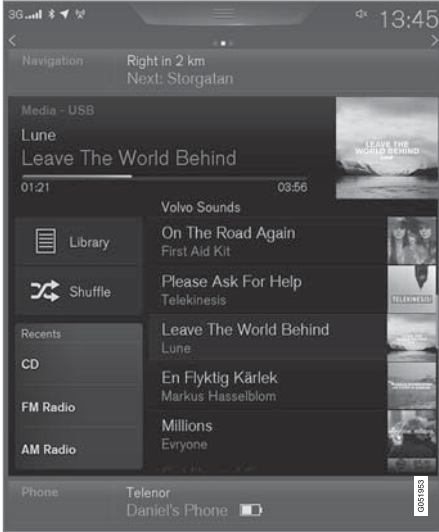 3G
13:45
Navigation
Right in 2 km
Next: Storgatan
Media - USB
Lune
Leave The World Behind
01:21
03:56
LEAVE THE
WORLD BEHIND
Volvo Sounds
Library
Shuffle
On The Road Again
First Aid Kit
Please Ask For Help
Telekinesis
TELEKINESIS!
Leave The World Behind
Lune
En Flyktig Kärlek
Markus Hasselblom
Millions
Evryone
Recents
CD
FM Radio
AM Radio
Phone
Telenor
Daniel's Phone
G051953